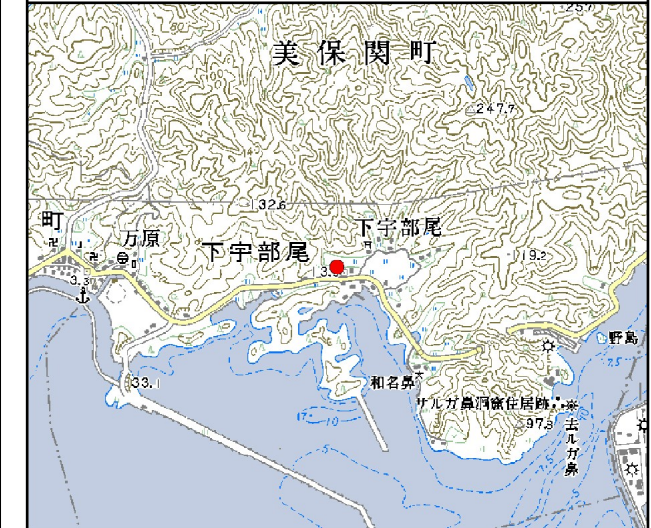 257
美保関町
247.7
132.6
町
万原
下宇部尾
下宇部尾
119.2
3.3
33.1
和名鼻
野島
サルガ鼻洞窟住居跡
97.3
去ルガ鼻
10